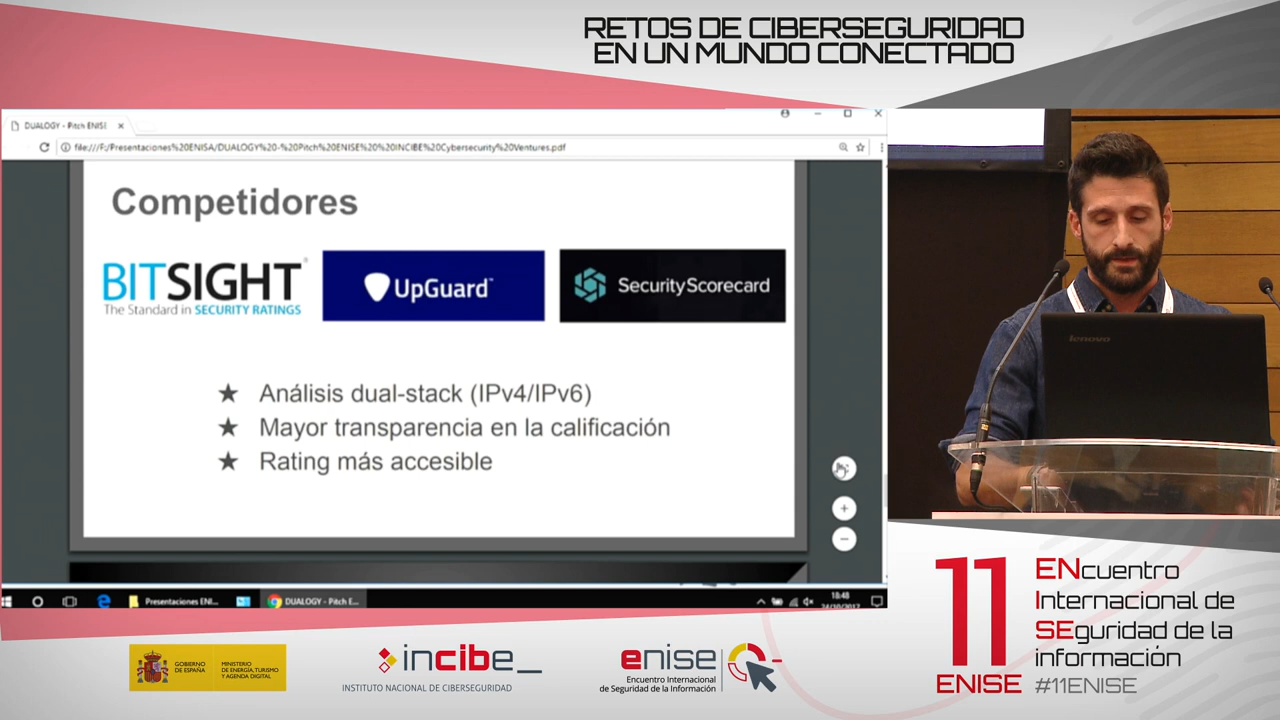 RETOS DE CIBERSEGURIDAD
EN UN MUNDO CONECTADO
DUALOGY - Pitch ENISE
file:///F:/Presentaciones%20ENISA/DUALOGY%20-%20Pitch%20ENISE%20%20INCIBE%20Cybersecurity%20Ventures.pdf
Competidores
BITSIGHT®
The Standard in SECURITY RATINGS
UpGuard™
SecurityScorecard
★ Análisis dual-stack (IPv4/IPv6)
★ Mayor transparencia en la calificación
★ Rating más accesible
Presentaciones ENI...
DUALOGY - Pitch E...
18:48
24/10/2017
lenovo
GOBIERNO
DE ESPAÑA
MINISTERIO
DE ENERGÍA, TURISMO
Y AGENDA DIGITAL
incibe_
INSTITUTO NACIONAL DE CIBERSEGURIDAD
enise
Encuentro Internacional
de Seguridad de la Información
11
ENISE
ENcuentro
Internacional de
SEguridad de la
información
#11ENISE